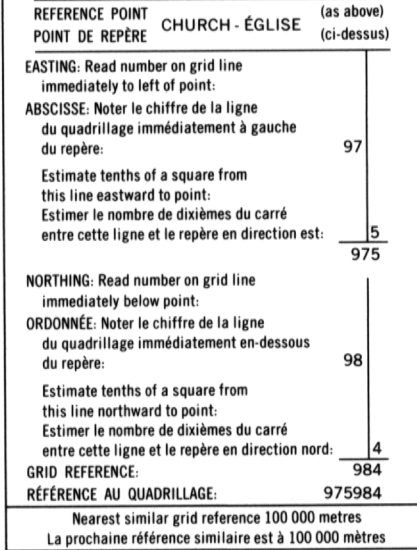 REFERENCE POINT CHURCH - ÉGLISE (as above)
POINT DE REPÈRE (ci-dessus)
EASTING: Read number on grid line
immediately to left of point:
ABSCISSE: Noter le chiffre de la ligne
du quadrillage immédiatement à gauche
du repère: 97
Estimate tenths of a square from
this line eastward to point:
Estimer le nombre de dixièmes du carré
entre cette ligne et le repère en direction est: 5
975
NORTHING: Read number on grid line
immediately below point:
ORDONNÉE: Noter le chiffre de la ligne
du quadrillage immédiatement en-dessous
du repère: 98
Estimate tenths of a square from
this line northward to point:
Estimer le nombre de dixièmes du carré
entre cette ligne et le repère en direction nord: 4
GRID REFERENCE: 984
RÉFÉRENCE AU QUADRILLAGE: 975984
Nearest similar grid reference 100 000 metres
La prochaine référence similaire est à 100 000 mètres